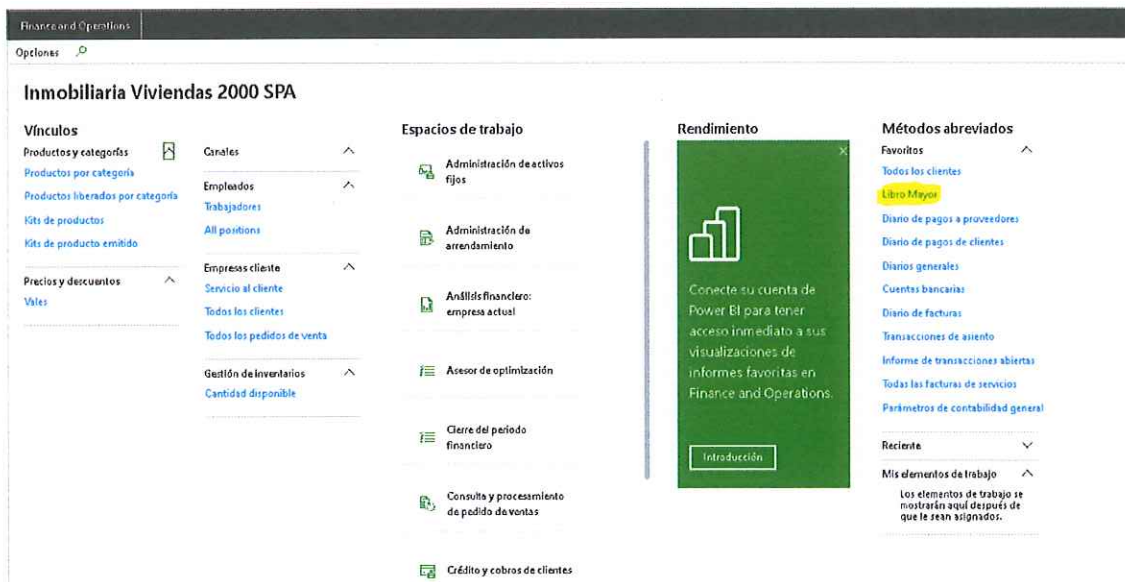 Finance and Operations
Opciones
Inmobiliaria Viviendas 2000 SPA
Vínculos
Productos y categorías
Productos por categoría
Productos liberados por categoría
Kits de productos
Kits de producto emitido
Precios y descuentos
Vales
Canales
Empleados
Trabajadores
All positions
Empresas cliente
Servicio al cliente
Todos los clientes
Todos los pedidos de venta
Gestión de inventarios
Cantidad disponible
Espacios de trabajo
Administración de activos
fijos
Administración de
arrendamiento
Análisis financiero:
empresa actual
Asesor de optimización
Cierre del periodo
financiero
Consulta y procesamiento
de pedido de ventas
Crédito y cobros de clientes
Rendimiento
Conecte su cuenta de
Power BI para tener
acceso inmediato a sus
visualizaciones de
informes favoritas en
Finance and Operations.
Introducción
Métodos abreviados
Favoritos
Todos los clientes
Libro Mayor
Diario de pagos a proveedores
Diario de pagos de clientes
Diarios generales
Cuentas bancarias
Diario de facturas
Transacciones de asiento
Informe de transacciones abiertas
Todas las facturas de servicios
Parámetros de contabilidad general
Reciente
Mis elementos de trabajo
Los elementos de trabajo se
mostrarán aquí después de
que le sean asignados.